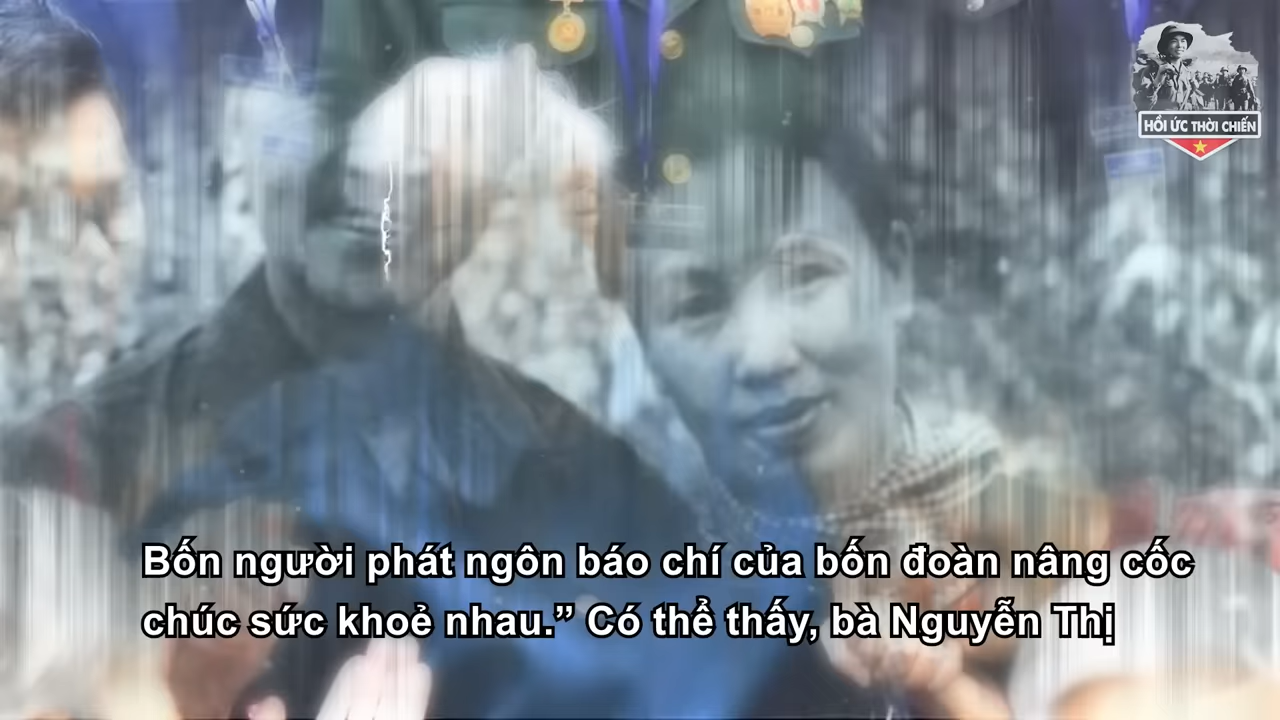 HỒI ỨC THỜI CHIẾN
Bốn người phát ngôn báo chí của bốn đoàn nâng cốc
chúc sức khoẻ nhau.” Có thể thấy, bà Nguyễn Thị